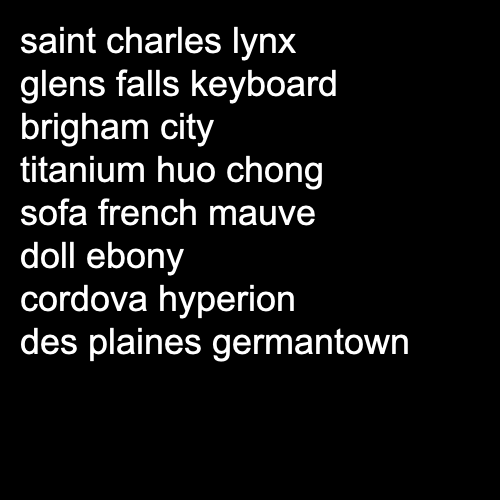 saint charles lynx
glens falls keyboard
brigham city
titanium huo chong
sofa french mauve
doll ebony
cordova hyperion
des plaines germantown